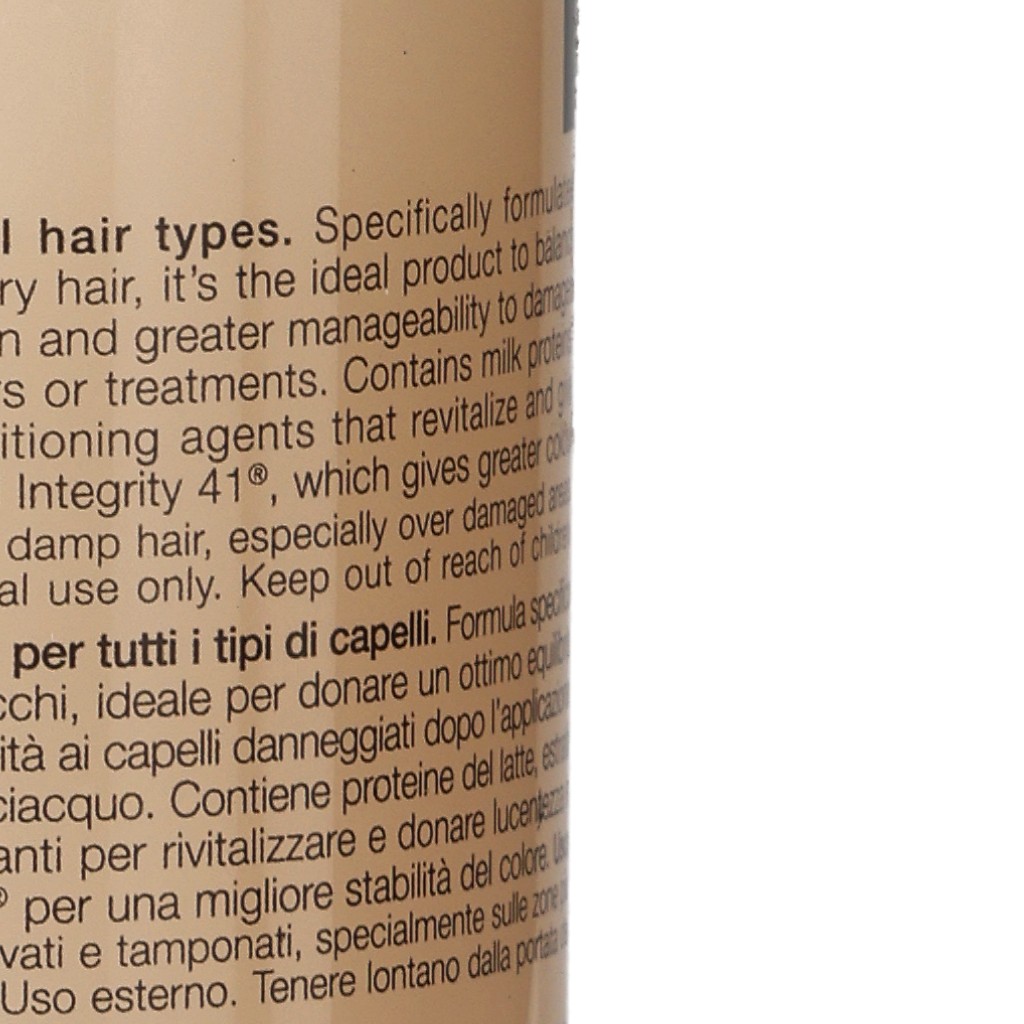 l hair types. Specifically
ry hair, it's the ideal product to
n and greater manageability to
s or treatments. Contains milk
itioning agents that revitalize and
Integrity 41®, which gives greater
damp hair, especially over damaged
al use only. Keep out of reach of
per tutti i tipi di capelli. Formula
cchi, ideale per donare un ottimo
ità ai capelli danneggiati dopo
ciacquo. Contiene proteine del latte,
anti per rivitalizzare e donare lucentezza
® per una migliore stabilità del colore.
vati e tamponati, specialmente sulle zone
Uso esterno. Tenere lontano dalla portata